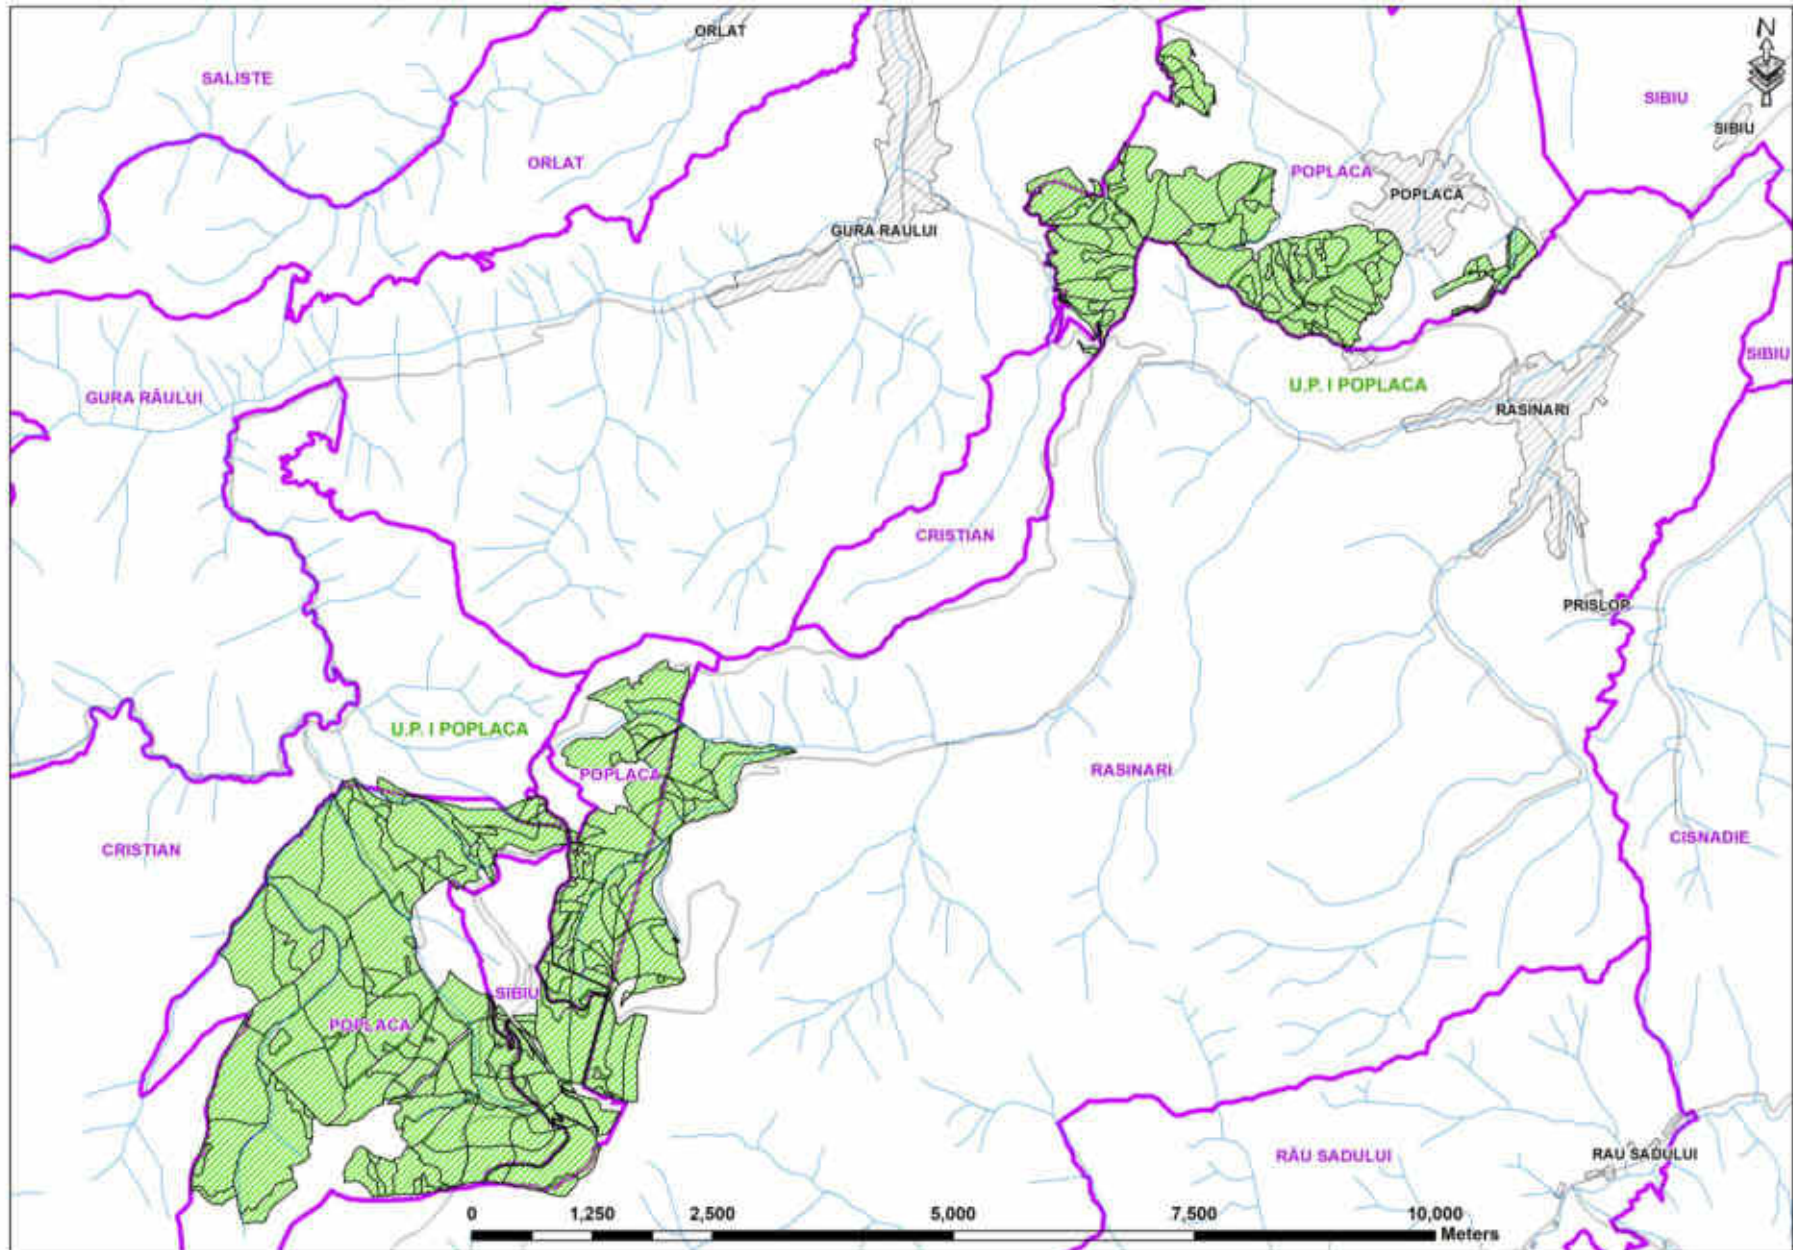 ORLAT
N
SALISTE
SIBIU
SIBIU
ORLAT
POPLACA
POPLACA
GURA RAULUI
SIBIU
U.P. I POPLACA
GURA RÂULUI
RASINARI
CRISTIAN
PRISLOP
U.P. I POPLACA
POPLACA
RASINARI
CRISTIAN
CISNADIE
SIBIU
POPLACA
RÂU SADULUI
RAU SADULUI
0 1,250 2,500 5,000 7,500 10,000
Meters